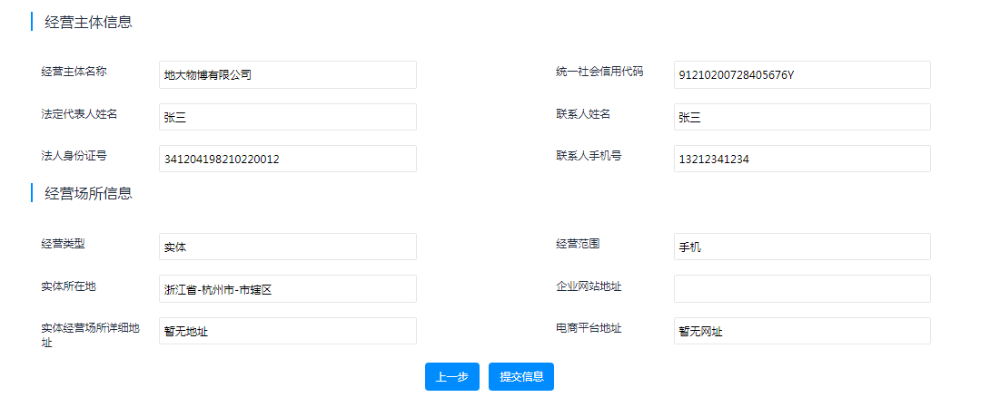 经营主体信息
经营主体名称 地大物博有限公司 统一社会信用代码 91210200728405676Y
法定代表人姓名 张三 联系人姓名 张三
法人身份证号 341204198210220012 联系人手机号 13212341234
经营场所信息
经营类型 实体 经营范围 手机
实体所在地 浙江省-杭州市-市辖区 企业网站地址
实体经营场所详细地 暂无地址 电商平台地址 暂无网址
址
上一步 提交信息